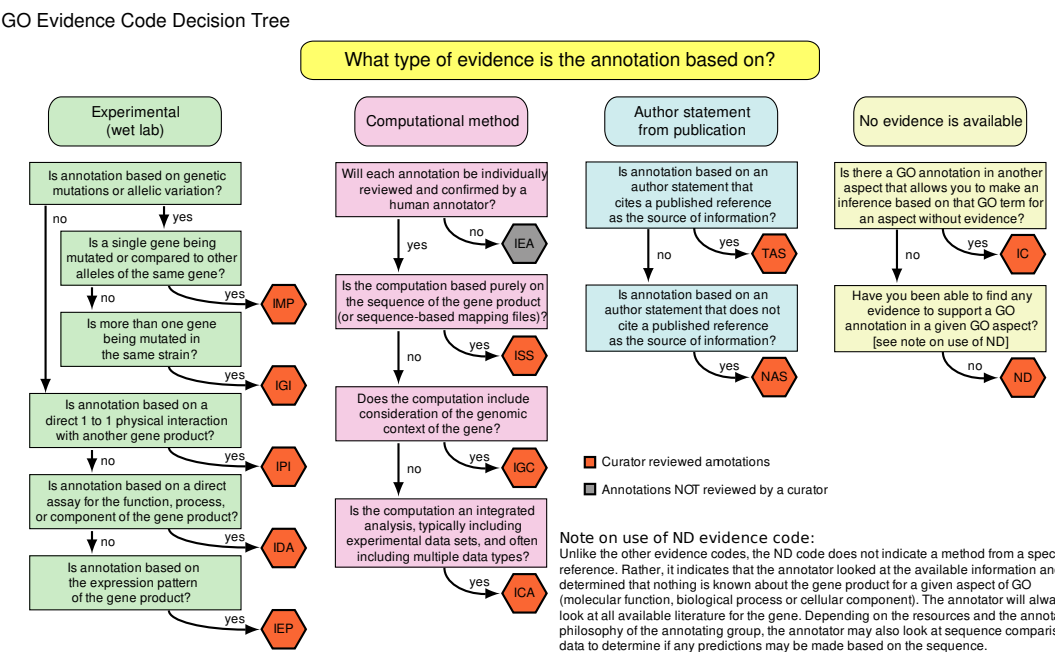 GO Evidence Code Decision Tree
What type of evidence is the annotation based on?
Experimental
(wet lab)
Is annotation based on genetic
mutations or allelic variation?
no
yes
Is a single gene being
mutated or compared to other
alleles of the same gene?
no
yes
IMP
Is more than one gene
being mutated in
the same strain?
yes
IGI
Is annotation based on a
direct 1 to 1 physical interaction
with another gene product?
no
yes
IPI
Is annotation based on a direct
assay for the function, process,
or component of the gene product?
no
yes
IDA
Is annotation based on
the expression pattern
of the gene product?
yes
IEP
Computational method
Will each annotation be individually
reviewed and confirmed by a
human annotator?
yes
no
IEA
Is the computation based purely on
the sequence of the gene product
(or sequence-based mapping files)?
no
yes
ISS
Does the computation include
consideration of the genomic
context of the gene?
no
yes
IGC
Is the computation an integrated
analysis, typically including
experimental data sets, and often
including multiple data types?
yes
ICA
Author statement
from publication
Is annotation based on an
author statement that
cites a published reference
as the source of information?
no
yes
TAS
Is annotation based on an
author statement that does not
cite a published reference
as the source of information?
yes
NAS
No evidence is available
Is there a GO annotation in another
aspect that allows you to make an
inference based on that GO term for
an aspect without evidence?
no
yes
IC
Have you been able to find any
evidence to support a GO
annotation in a given GO aspect?
[see note on use of ND]
no
ND
Curator reviewed annotations
Annotations NOT reviewed by a curator
Note on use of ND evidence code:
Unlike the other evidence codes, the ND code does not indicate a method from a spec
reference. Rather, it indicates that the annotator looked at the available information an
determined that nothing is known about the gene product for a given aspect of GO
(molecular function, biological process or cellular component). The annotator will alwa
look at all available literature for the gene. Depending on the resources and the annota
philosophy of the annotating group, the annotator may also look at sequence comparis
data to determine if any predictions may be made based on the sequence.